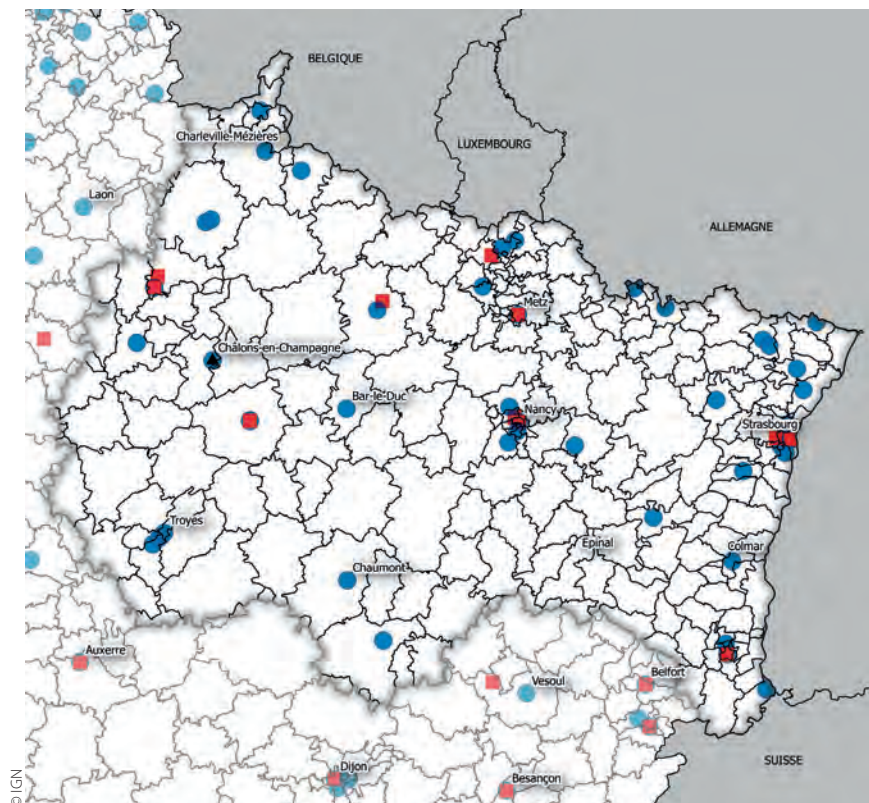 BELGIQUE
Charleville-Mézières
LUXEMBOURG
Laon
ALLEMAGNE
Metz
Châlons-en-Champagne
Bar-le-Duc
Nancy
Strasbourg
Troyes
Epinal
Colmar
Chaumont
Auxerre
Vesoul
Belfort
Dijon
SUISSE
Besançon
© IGN